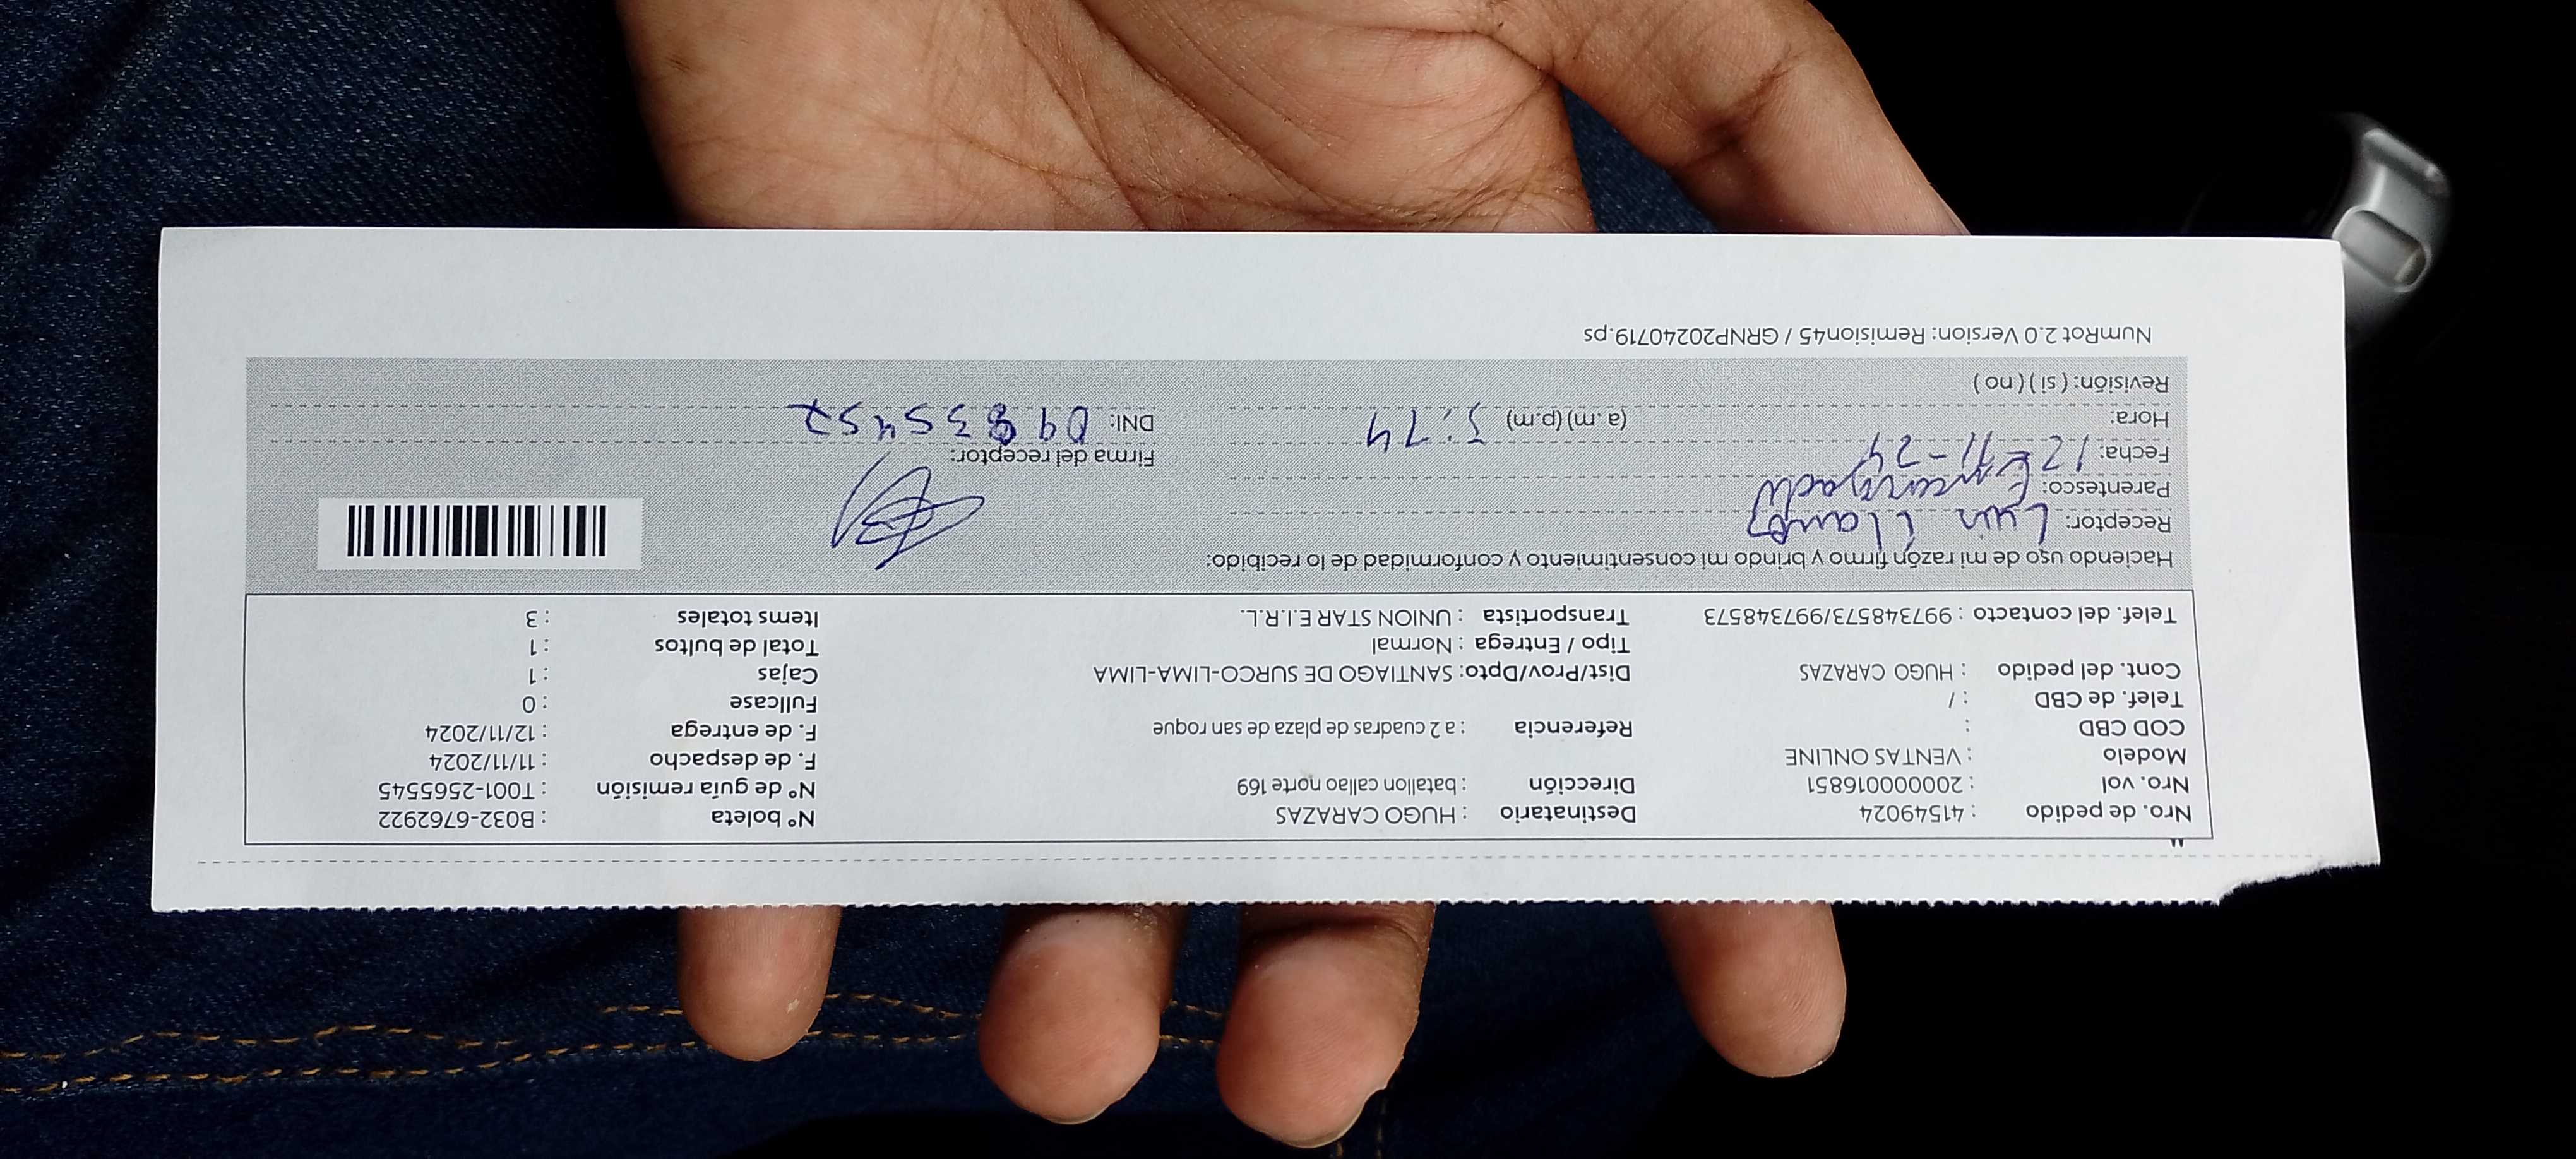 Nro. de pedido : 41549024 Destinatario : HUGO CARAZAS N° boleta : B032-6762922
Nro. vol : 200000016851 Dirección : batallon callao norte 169 N° de guía remisión : T001-2565545
Modelo : VENTAS ONLINE F. de despacho : 11/11/2024
COD CBD : Referencia : a 2 cuadras de plaza de san roque F. de entrega : 12/11/2024
Telef. de CBD : / Fullcase : 0
Cont. del pedido : HUGO CARAZAS Dist/Prov/Dpto: SANTIAGO DE SURCO-LIMA-LIMA Cajas : 1
Tipo / Entrega : Normal Total de bultos : 1
Telef. del contacto : 997348573/997348573 Transportista : UNION STAR E.I.R.L. Items totales : 3
Haciendo uso de mi razón firmo y brindo mi consentimiento y conformidad de lo recibido:
Receptor: Luis
Parentesco: Encargado
Fecha: 12-11-24 Firma del receptor:
Hora: (a.m) (p.m) 3:14 DNI: 09835457
Revisión: ( si ) ( no )
NumRot 2.0 Version: Remision45 / GRNP20240719.ps